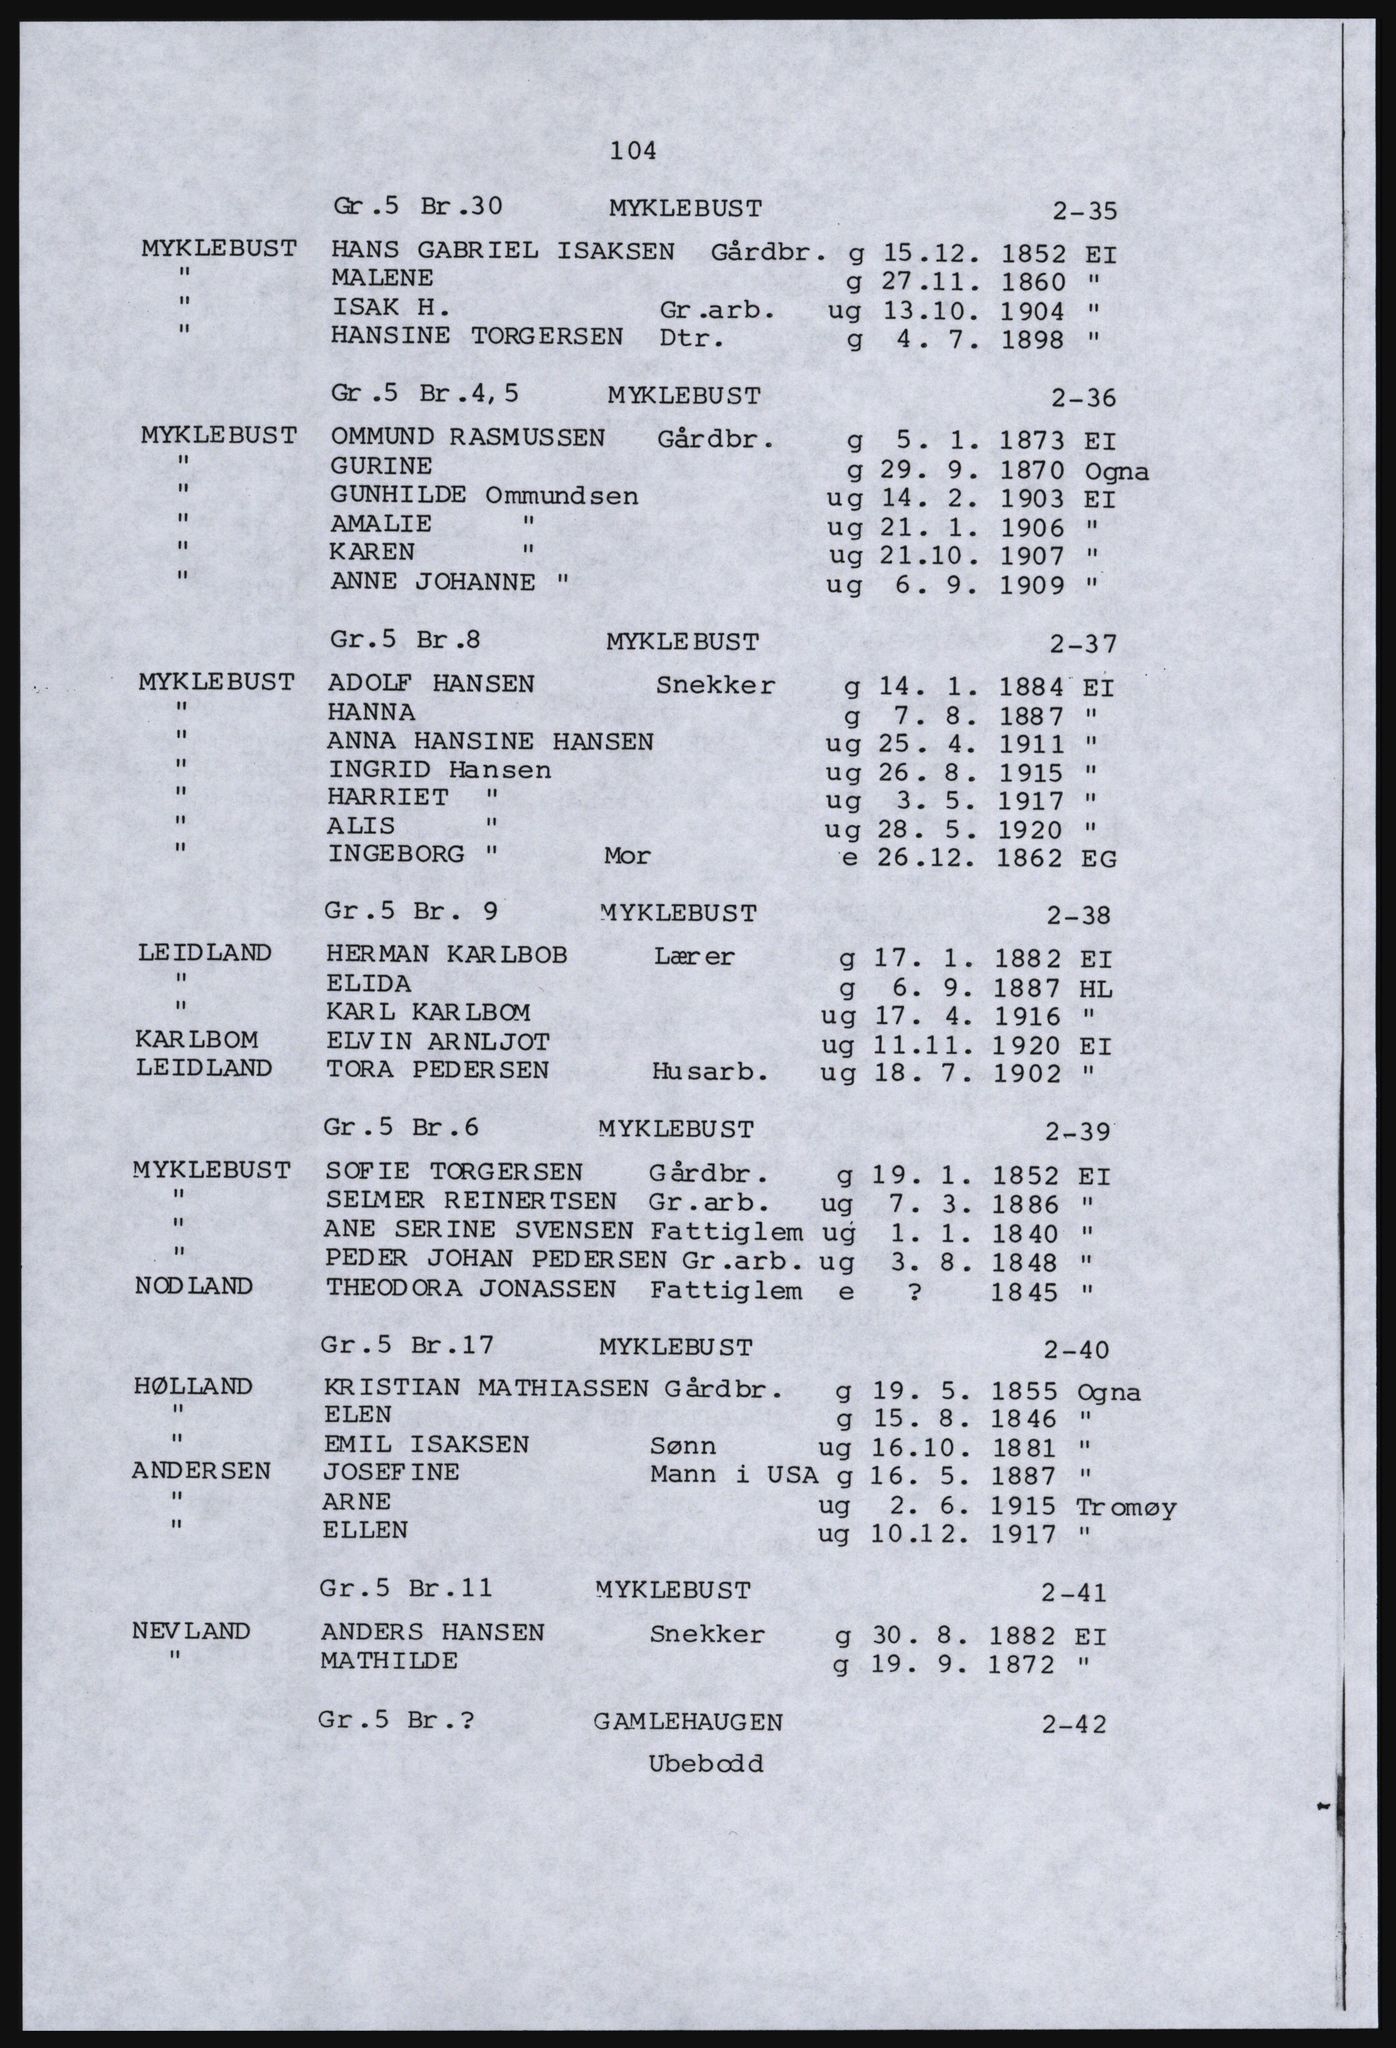 104
Gr.5 Br.30 MYKLEBUST 2-35
MYKLEBUST HANS GABRIEL ISAKSEN Gårdbr. g 15.12. 1852 EI
" MALENE g 27.11. 1860 "
" ISAK H. Gr.arb. ug 13.10. 1904 "
" HANSINE TORGERSEN Dtr. g 4. 7. 1898 "
Gr.5 Br.4,5 MYKLEBUST 2-36
MYKLEBUST OMMUND RASMUSSEN Gårdbr. g 5. 1. 1873 EI
" GURINE g 29. 9. 1870 Ogna
" GUNHILDE Ommundsen ug 14. 2. 1903 EI
" AMALIE " ug 21. 1. 1906 "
" KAREN " ug 21.10. 1907 "
" ANNE JOHANNE " ug 6. 9. 1909 "
Gr.5 Br.8 MYKLEBUST 2-37
MYKLEBUST ADOLF HANSEN Snekker g 14. 1. 1884 EI
" HANNA g 7. 8. 1887 "
" ANNA HANSINE HANSEN ug 25. 4. 1911 "
" INGRID Hansen ug 26. 8. 1915 "
" HARRIET " ug 3. 5. 1917 "
" ALIS " ug 28. 5. 1920 "
" INGEBORG " Mor e 26.12. 1862 EG
Gr.5 Br. 9 MYKLEBUST 2-38
LEIDLAND HERMAN KARLBOB Lærer g 17. 1. 1882 EI
" ELIDA g 6. 9. 1887 HL
" KARL KARLBOM ug 17. 4. 1916 "
KARLBOM ELVIN ARNLJOT ug 11.11. 1920 EI
LEIDLAND TORA PEDERSEN Husarb. ug 18. 7. 1902 "
Gr.5 Br.6 MYKLEBUST 2-39
MYKLEBUST SOFIE TORGERSEN Gårdbr. g 19. 1. 1852 EI
" SELMER REINERTSEN Gr.arb. ug 7. 3. 1886 "
" ANE SERINE SVENSEN Fattiglem ug 1. 1. 1840 "
" PEDER JOHAN PEDERSEN Gr.arb. ug 3. 8. 1848 "
NODLAND THEODORA JONASSEN Fattiglem e ? 1845 "
Gr.5 Br.17 MYKLEBUST 2-40
HØLLAND KRISTIAN MATHIASSEN Gårdbr. g 19. 5. 1855 Ogna
" ELEN g 15. 8. 1846 "
" EMIL ISAKSEN Sønn ug 16.10. 1881 "
ANDERSEN JOSEFINE Mann i USA g 16. 5. 1887 "
" ARNE ug 2. 6. 1915 Tromøy
" ELLEN ug 10.12. 1917 "
Gr.5 Br.11 MYKLEBUST 2-41
NEVLAND ANDERS HANSEN Snekker g 30. 8. 1882 EI
" MATHILDE g 19. 9. 1872 "
Gr.5 Br.? GAMLEHAUGEN 2-42
Ubebodd